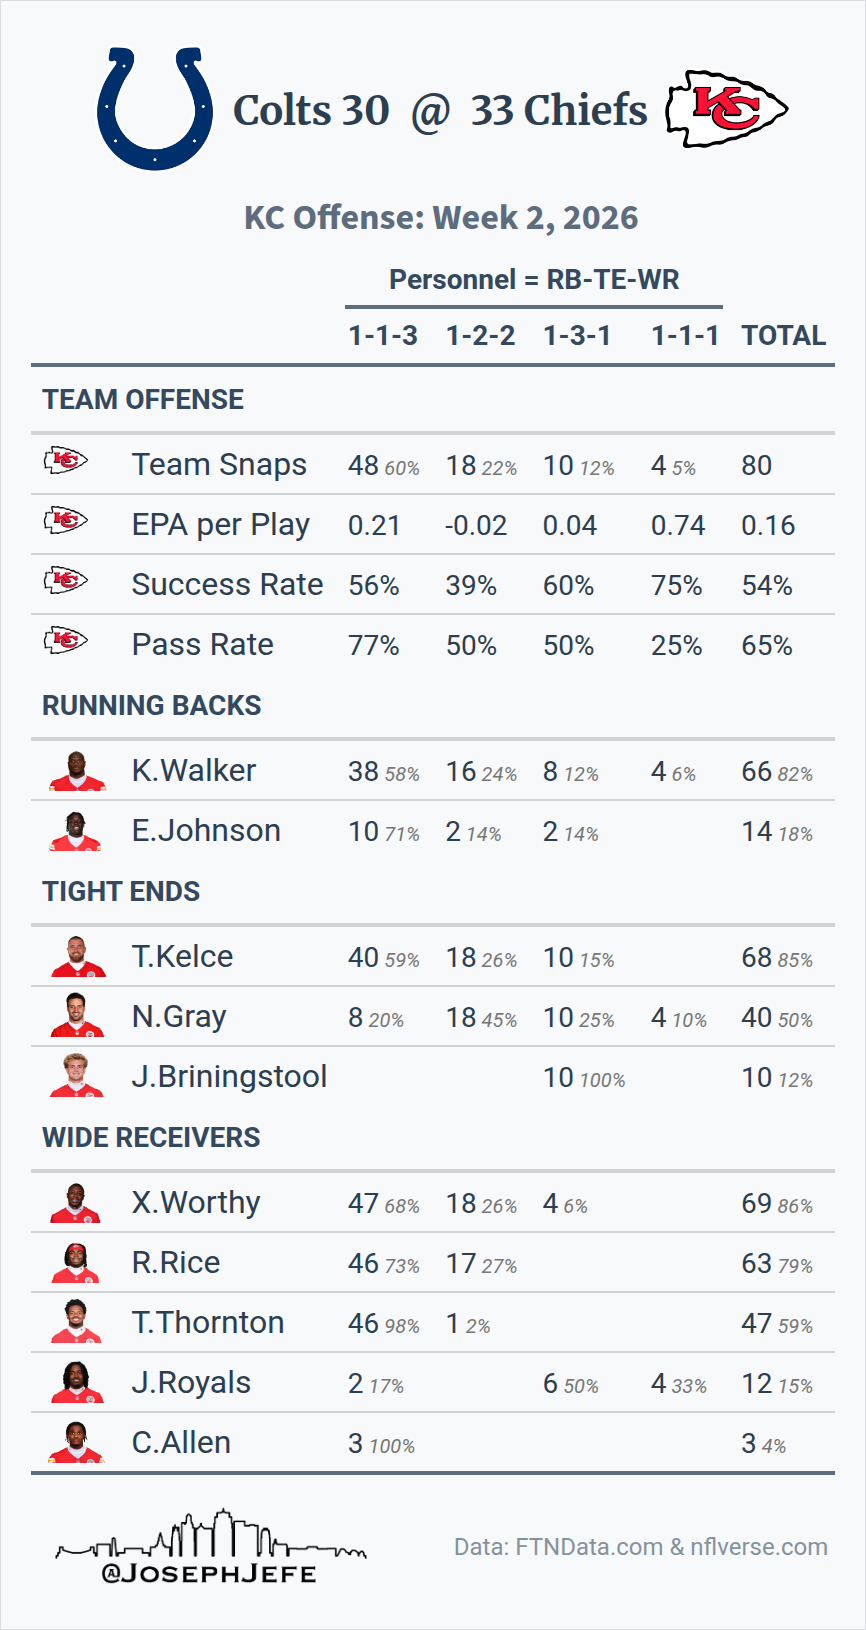 Colts 30 @ 33 Chiefs
KC Offense: Week 2, 2026
Personnel = RB-TE-WR
1-1-3 1-2-2 1-3-1 1-1-1 TOTAL
TEAM OFFENSE
Team Snaps 48 60% 18 22% 10 12% 4 5% 80
EPA per Play 0.21 -0.02 0.04 0.74 0.16
Success Rate 56% 39% 60% 75% 54%
Pass Rate 77% 50% 50% 25% 65%
RUNNING BACKS
K.Walker 38 58% 16 24% 8 12% 4 6% 66 82%
E.Johnson 10 71% 2 14% 2 14% 14 18%
TIGHT ENDS
T.Kelce 40 59% 18 26% 10 15% 68 85%
N.Gray 8 20% 18 45% 10 25% 4 10% 40 50%
J.Briningstool 10 100% 10 12%
WIDE RECEIVERS
X.Worthy 47 68% 18 26% 4 6% 69 86%
R.Rice 46 73% 17 27% 63 79%
T.Thornton 46 98% 1 2% 47 59%
J.Royals 2 17% 6 50% 4 33% 12 15%
C.Allen 3 100% 3 4%
@JosephJefe
Data: FTNData.com & nflverse.com